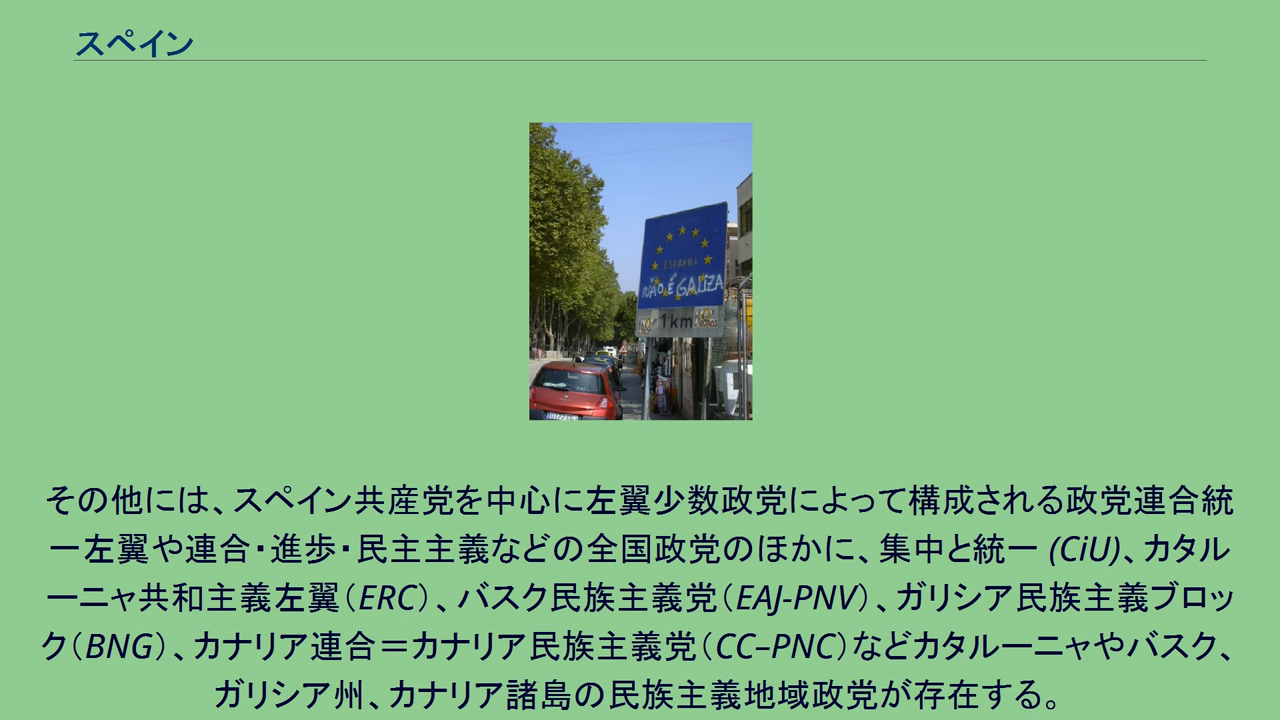 スペイン
ESPANHA
NÃO É GALIZA
1 km
その他には、スペイン共産党を中心に左翼少数政党によって構成される政党連合統
一左翼や連合・進歩・民主主義などの全国政党のほかに、集中と統一 (CiU)、カタル
ーニャ共和主義左翼（ERC）、バスク民族主義党（EAJ-PNV）、ガリシア民族主義ブロッ
ク（BNG）、カナリア連合＝カナリア民族主義党（CC–PNC）などカタルーニャやバスク、
ガリシア州、カナリア諸島の民族主義地域政党が存在する。